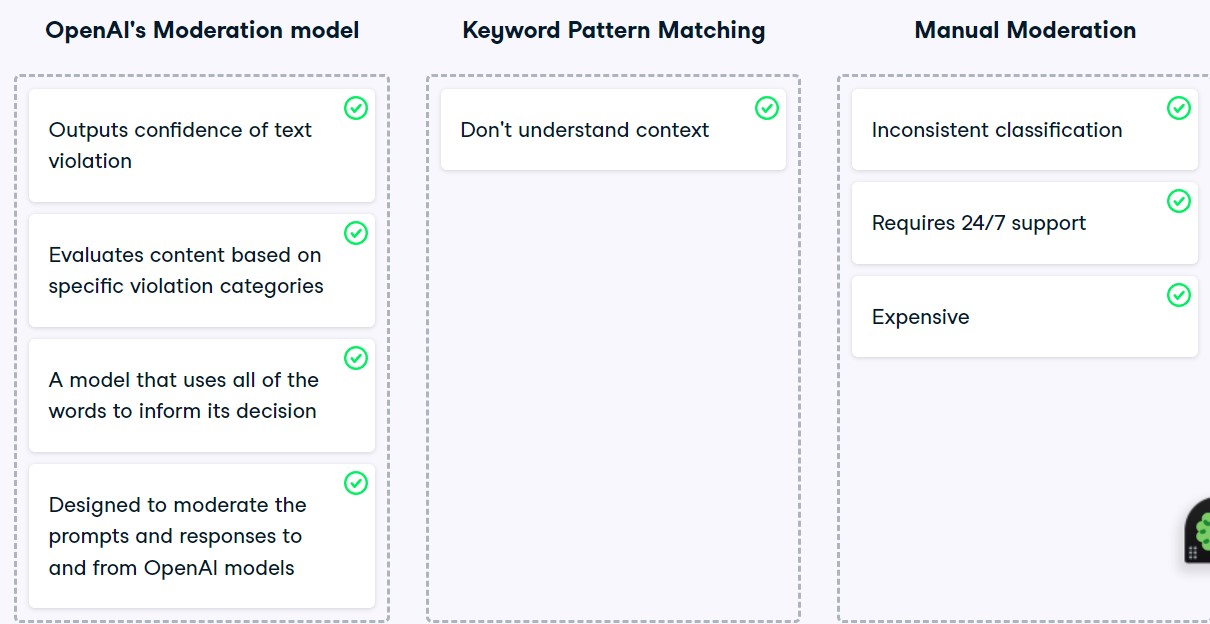 OpenAI's Moderation model
Outputs confidence of text
violation
Evaluates content based on
specific violation categories
A model that uses all of the
words to inform its decision
Designed to moderate the
prompts and responses to
and from OpenAI models
Keyword Pattern Matching
Don't understand context
Manual Moderation
Inconsistent classification
Requires 24/7 support
Expensive